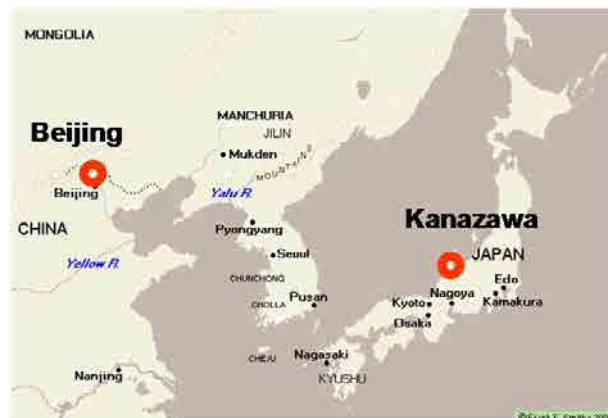 MONGOLIA
MANCHURIA
JILIN
Beijing
Mukden
MOUNTAINS
Beijing
Yalu R.
Kanazawa
CHINA
Pyongyang
JAPAN
Seoul
Yellow R.
CHUNCHONG
Edo
Pusan
Kyoto
Nagoya
CHOLLA
Kamakura
Osaka
CHEJU
Nagasaki
Nanjing
KYUSHU